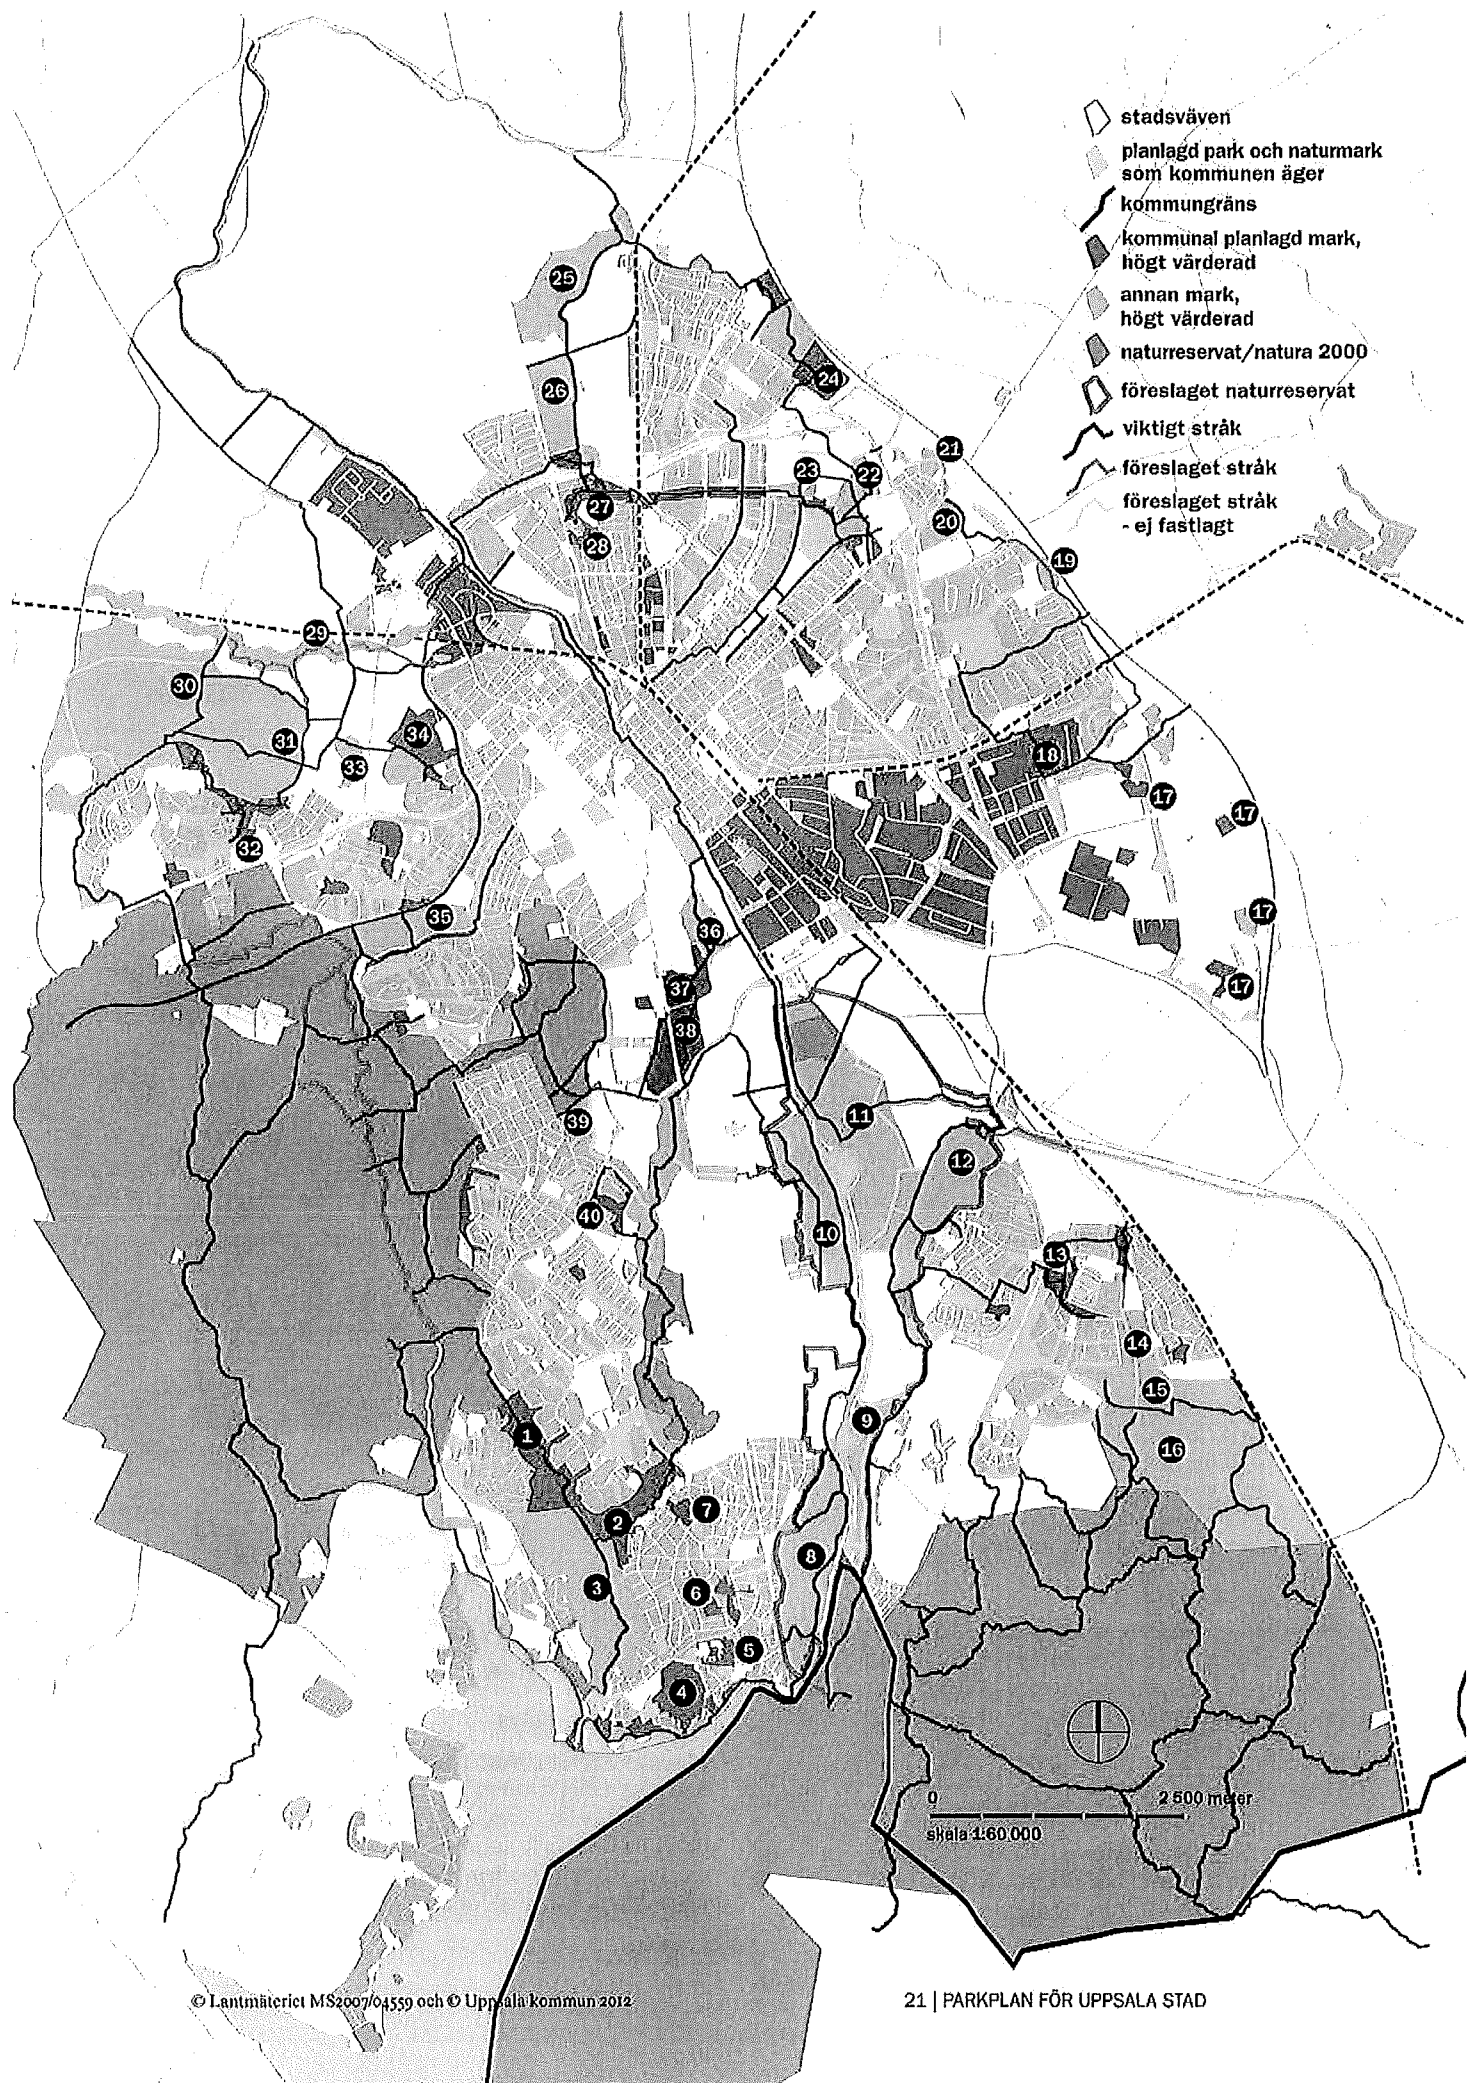 stadsväven
planlagd park och naturmark
som kommunen äger
kommungräns
kommunal planlagd mark,
högt värderad
annan mark,
högt värderad
naturreservat/natura 2000
föreslaget naturreservat
viktigt stråk
föreslaget stråk
föreslaget stråk
- ej fastlagt
25
24
26
21
23
22
27
20
28
19
29
30
34
31
33
18
17
17
32
17
35
36
17
37
38
11
39
12
40
10
13
14
15
9
1
16
7
2
8
3
6
5
4
0 2 500 meter
skala 1:60 000
© Lantmäteriet MS2007/04559 och © Uppsala kommun 2012
21 | PARKPLAN FÖR UPPSALA STAD